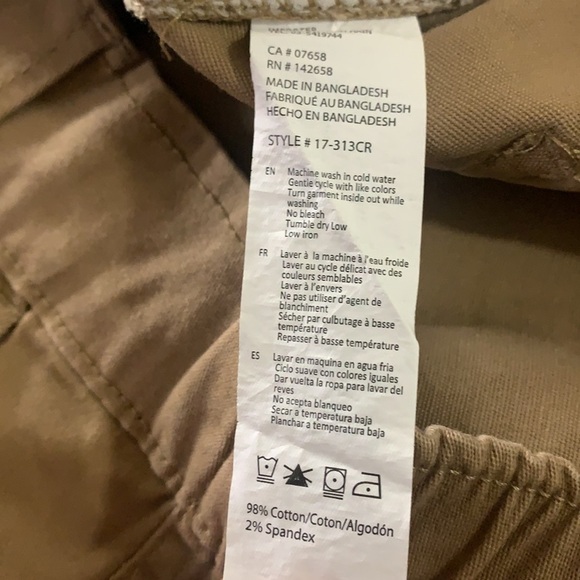 CA # 07658
RN # 142658
MADE IN BANGLADESH
FABRIQUÉ AU BANGLADESH
HECHO EN BANGLADESH
STYLE # 17-313CR
EN Machine wash in cold water
Gentle cycle with like colors
Turn garment inside out while
washing
No bleach
Tumble dry Low
Low iron
FR Laver à la machine à l'eau froide
Laver au cycle délicat avec des
couleurs semblables
Laver à l'envers
Ne pas utiliser d'agent de
blanchiment
Sécher par culbutage à basse
température
Repasser à basse température
ES Lavar en maquina en agua fria
Ciclo suave con colores iguales
Dar vuelta la ropa para lavar del
reves
No acepta blanqueo
Secar a temperatura baja
Planchar a temperatura baja
98% Cotton/Coton/Algodón
2% Spandex